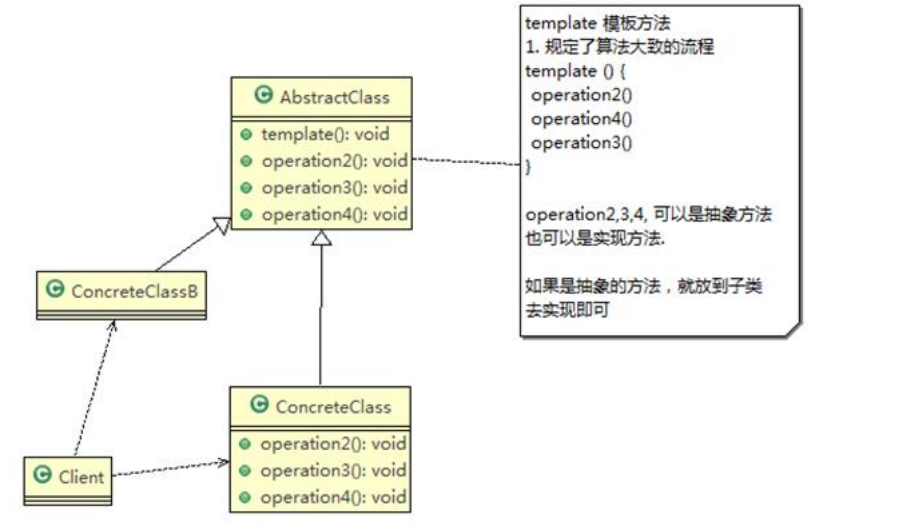 template 模板方法
1. 规定了算法大致的流程
template () {
operation2()
operation4()
operation3()
}
operation2,3,4, 可以是抽象方法
也可以是实现方法.
如果是抽象的方法，就放到子类
去实现即可
AbstractClass
template(): void
operation2(): void
operation3(): void
operation4(): void
ConcreteClassB
ConcreteClass
operation2(): void
operation3(): void
operation4(): void
Client